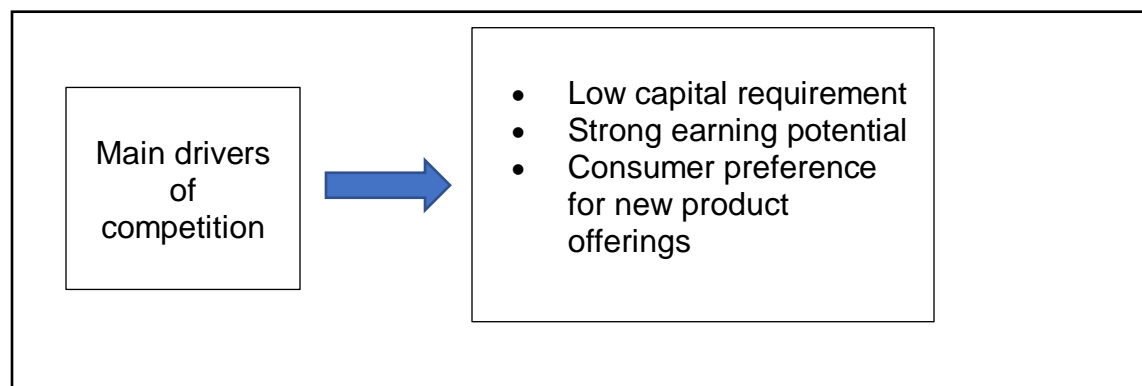 Main drivers
of
competition
• Low capital requirement
• Strong earning potential
• Consumer preference
for new product
offerings